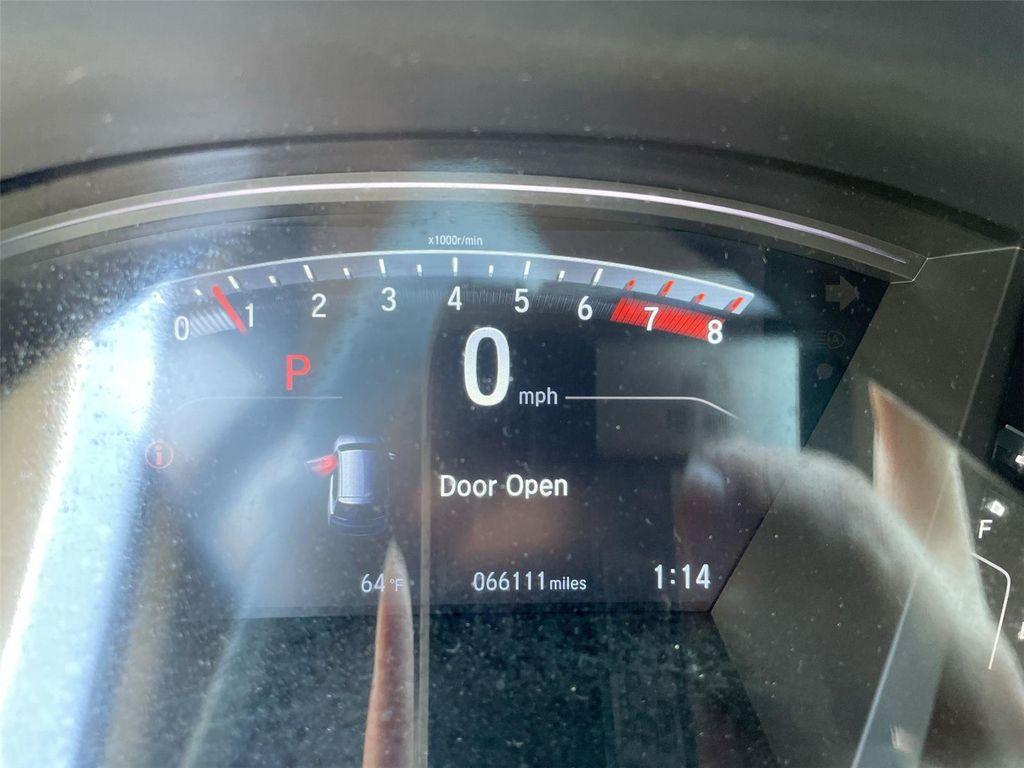 x1000r/min
0 1 2 3 4 5 6 7 8
P
0 mph
i
Door Open
64°F 066111 miles 1:14
F